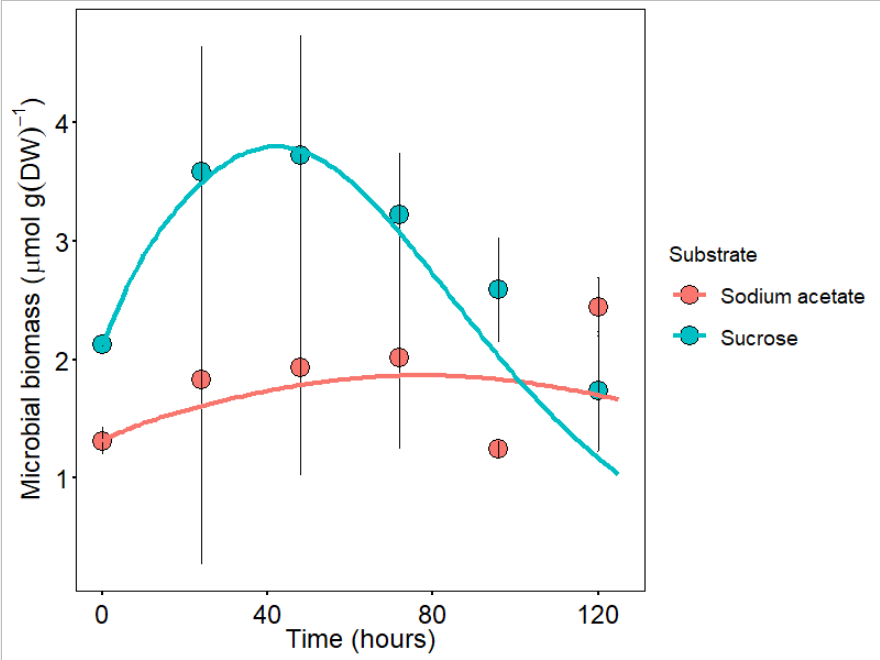 Microbial biomass (μmol g(DW)⁻¹)
4
3
2
1
0 40 80 120
Time (hours)
Substrate
Sodium acetate
Sucrose